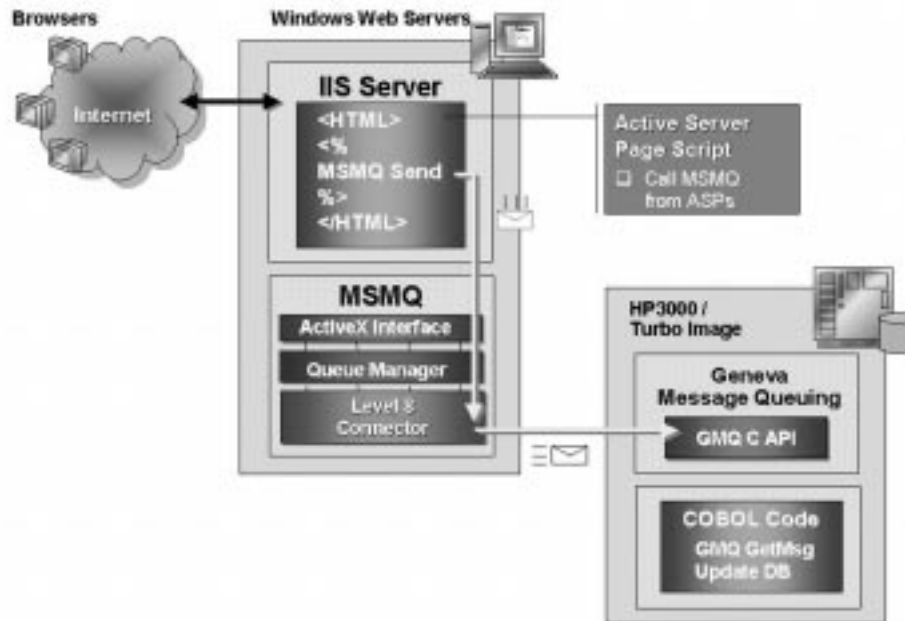 Browsers
Windows Web Servers
Internet
IIS Server
<HTML>
<%
MSMQ Send
%>
</HTML>
Active Server
Page Script
Call MSMQ
from ASPs
MSMQ
ActiveX Interface
Queue Manager
Level 8
Connector
HP3000 /
Turbo Image
Geneva
Message Queuing
GMQ C API
COBOL Code
GMQ GetMsg
Update DB